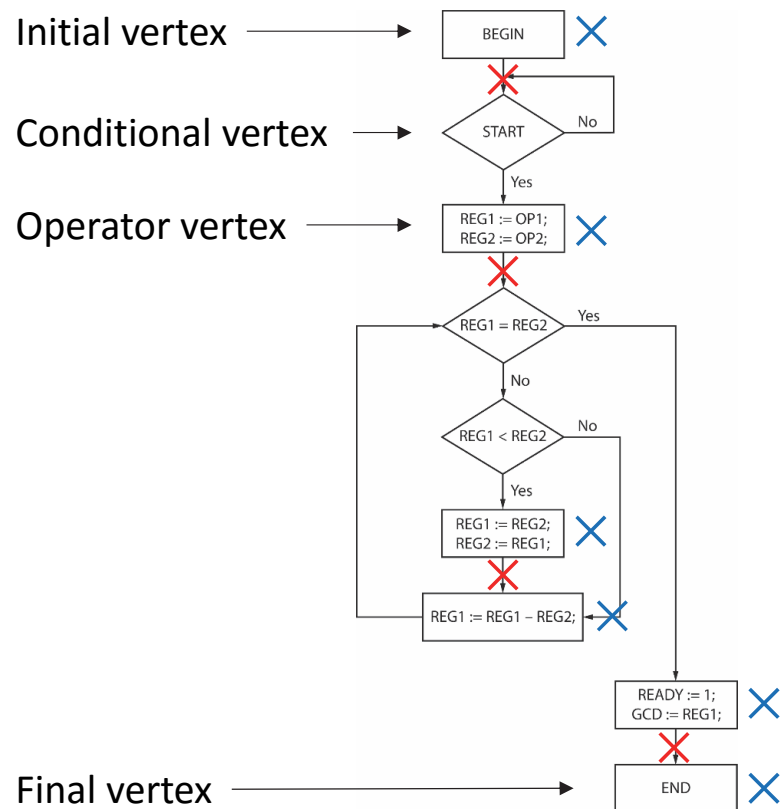 Initial vertex
BEGIN
Conditional vertex
START
No
Yes
Operator vertex
REG1 := OP1;
REG2 := OP2;
REG1 = REG2
Yes
No
REG1 < REG2
No
Yes
REG1 := REG2;
REG2 := REG1;
REG1 := REG1 – REG2;
READY := 1;
GCD := REG1;
Final vertex
END